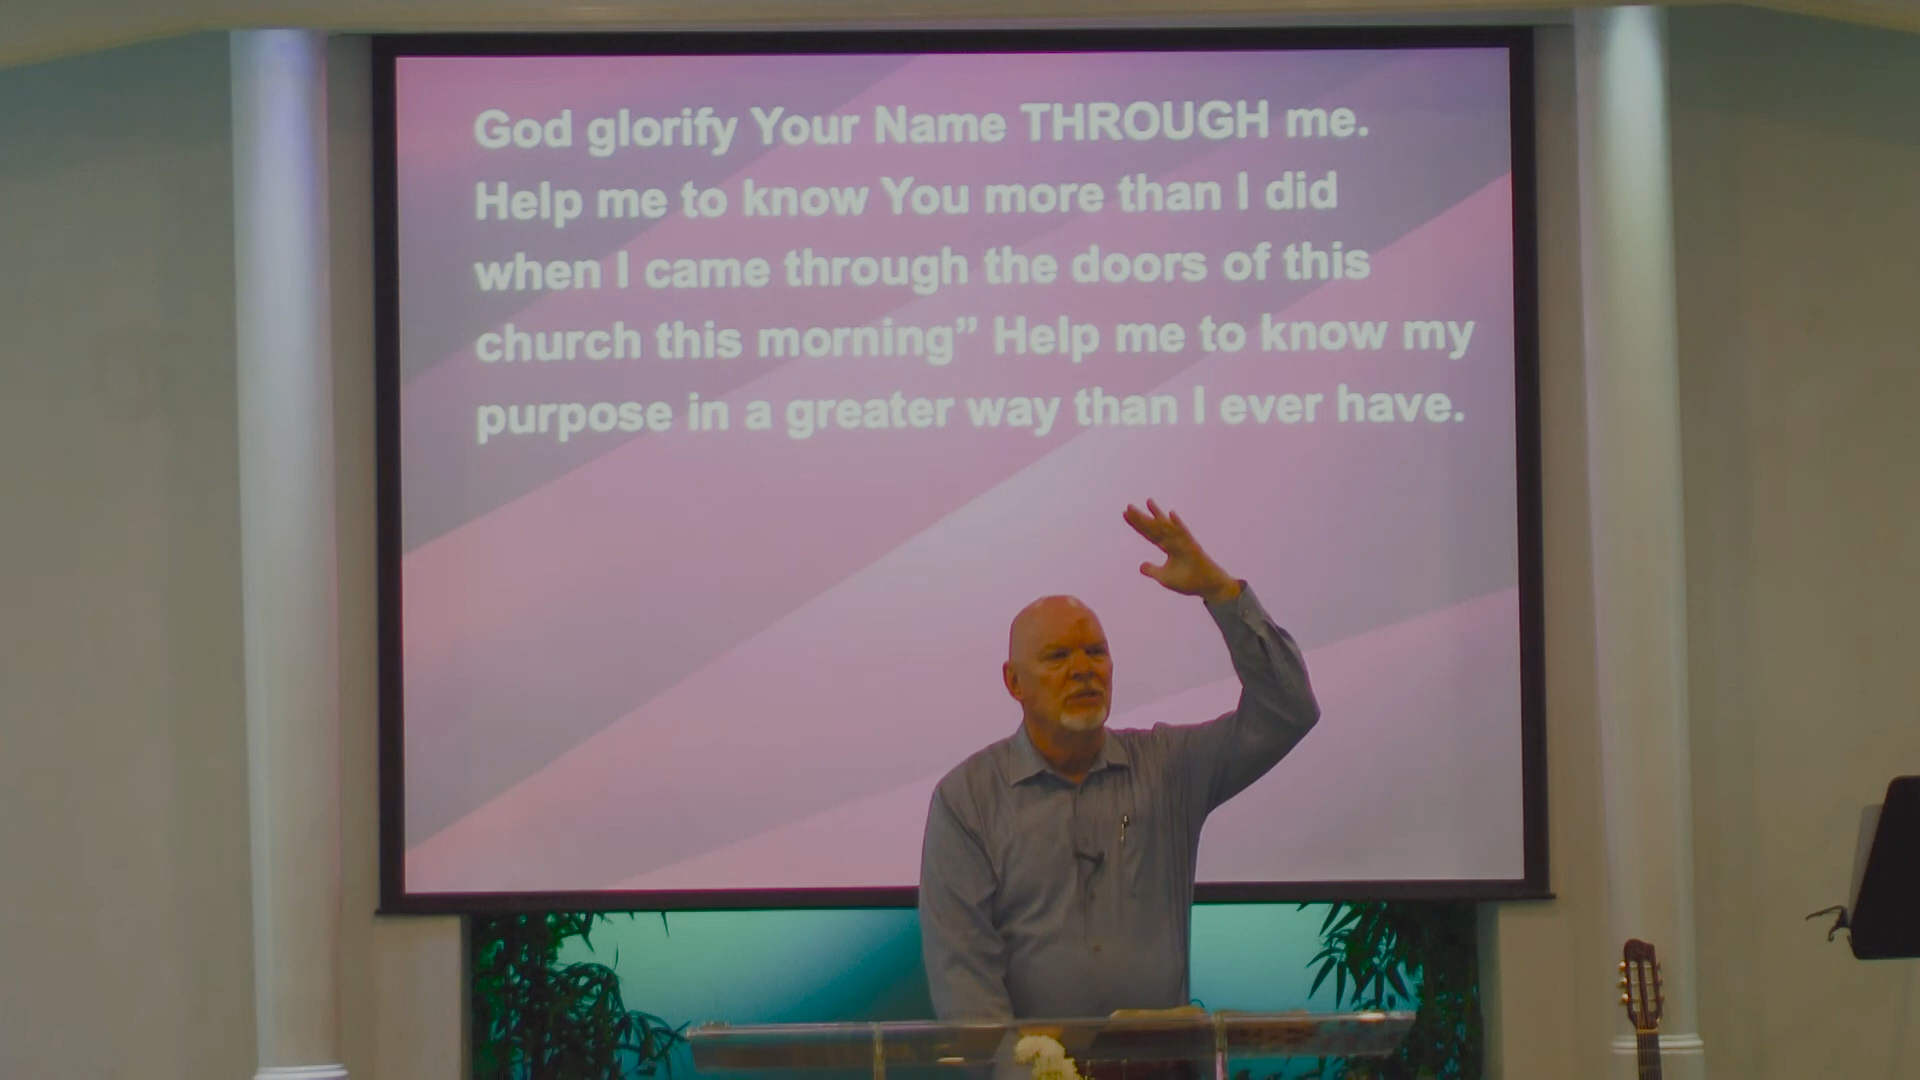 God glorify Your Name THROUGH me.
Help me to know You more than I did
when I came through the doors of this
church this morning” Help me to know my
purpose in a greater way than I ever have.